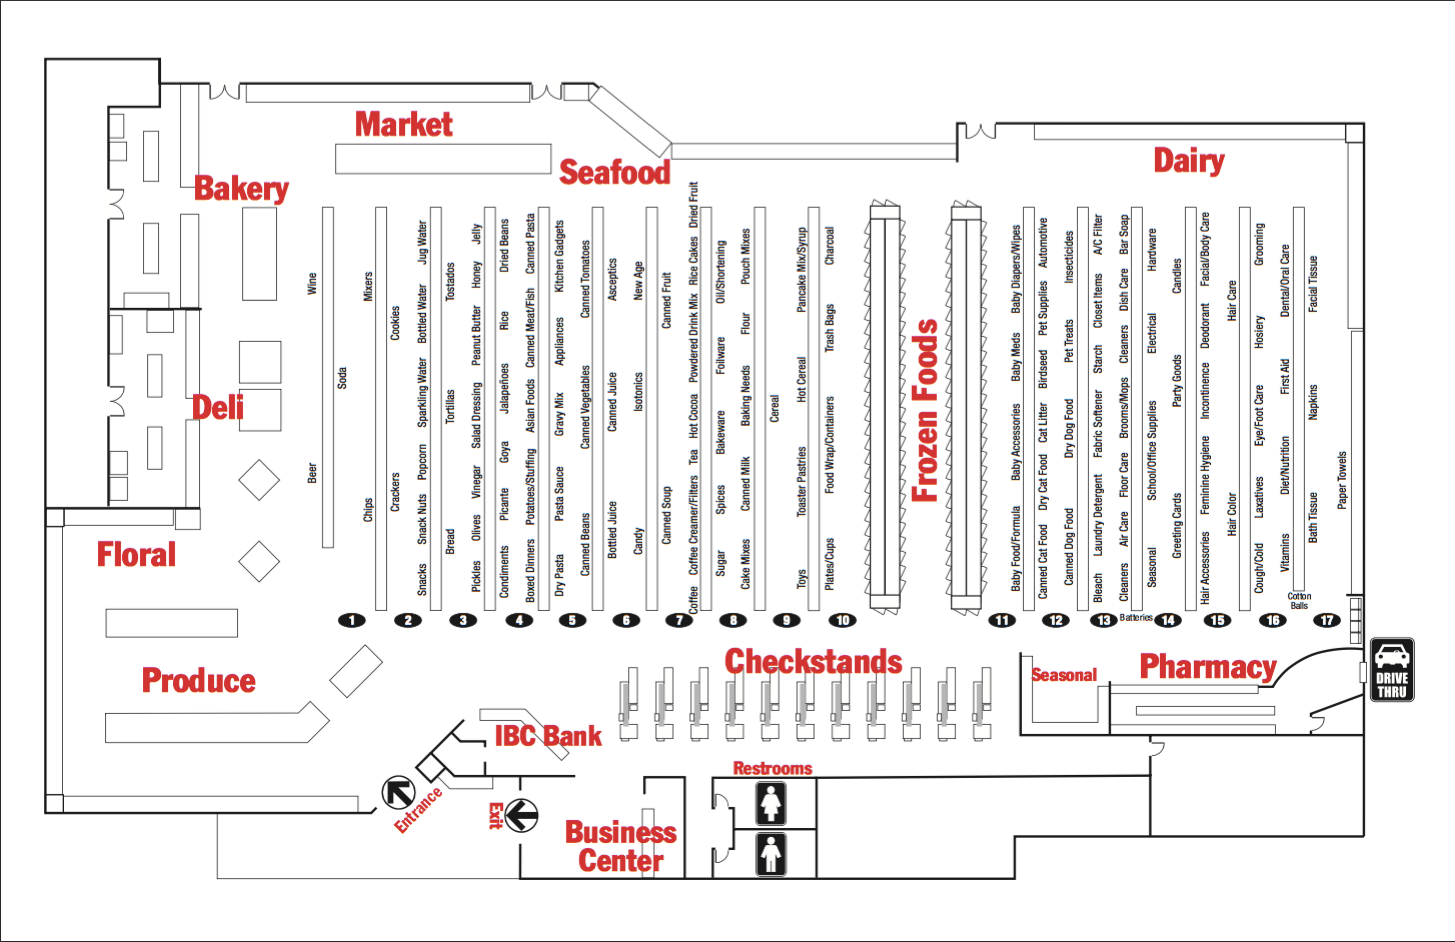 Market
Seafood
Bakery
Dairy
Deli
Frozen Foods
Floral
Produce
Wine
Beer
Soda
Mixers
Chips
Cookies
Crackers
Jug Water
Bottled Water
Sparkling Water
Popcorn
Snack Nuts
Snacks
Tostados
Tortillas
Bread
Jelly
Honey
Peanut Butter
Salad Dressing
Vinegar
Olives
Pickles
Dried Beans
Rice
Jalapeños
Goya
Picante
Condiments
Canned Pasta
Canned Meat/Fish
Asian Foods
Potatoes/Stuffing
Boxed Dinners
Kitchen Gadgets
Appliances
Gravy Mix
Pasta Sauce
Dry Pasta
Canned Tomatoes
Canned Vegetables
Canned Beans
Asceptics
Canned Juice
Bottled Juice
New Age
Isotonics
Candy
Canned Fruit
Canned Soup
Dried Fruit
Rice Cakes
Powdered Drink Mix
Hot Cocoa
Tea
Coffee Creamer/Filters
Coffee
Oil/Shortening
Foilware
Bakeware
Spices
Sugar
Pouch Mixes
Flour
Baking Needs
Canned Milk
Cake Mixes
Cereal
Pancake Mix/Syrup
Hot Cereal
Toaster Pastries
Toys
Charcoal
Trash Bags
Food Wrap/Containers
Plates/Cups
Baby Diapers/Wipes
Baby Meds
Baby Accessories
Baby Food/Formula
Automotive
Pet Supplies
Birdseed
Cat Litter
Dry Cat Food
Canned Cat Food
Insecticides
Pet Treats
Dry Dog Food
Canned Dog Food
A/C Filter
Closet Items
Starch
Fabric Softener
Laundry Detergent
Bleach
Bar Soap
Dish Care
Cleaners
Brooms/Mops
Floor Care
Air Care
Cleaners
Hardware
Electrical
School/Office Supplies
Seasonal
Candles
Party Goods
Greeting Cards
Facial/Body Care
Deodorant
Incontinence
Feminine Hygiene
Hair Accessories
Hair Care
Hair Color
Grooming
Hosiery
Eye/Foot Care
Laxatives
Cough/Cold
Dental/Oral Care
First Aid
Diet/Nutrition
Vitamins
Facial Tissue
Napkins
Bath Tissue
Paper Towels
Cotton
Balls
Batteries
1
2
3
4
5
6
7
8
9
10
11
12
13
14
15
16
17
Checkstands
Seasonal
Pharmacy
DRIVE
THRU
IBC Bank
Restrooms
Entrance
Exit
Business
Center